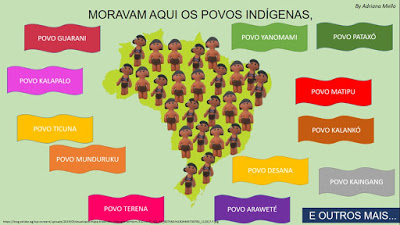 By Adriana Melo
MORAVAM AQUI OS POVOS INDÍGENAS,
POVO GUARANI
POVO YANOMAMI
POVO PATAXÓ
POVO KALAPALO
POVO MATIPU
POVO TICUNA
POVO KALANKÓ
POVO MUNDURUKU
POVO DESANA
POVO KAINGANG
POVO TERENA
POVO ARAWETÉ
E OUTROS MAIS...